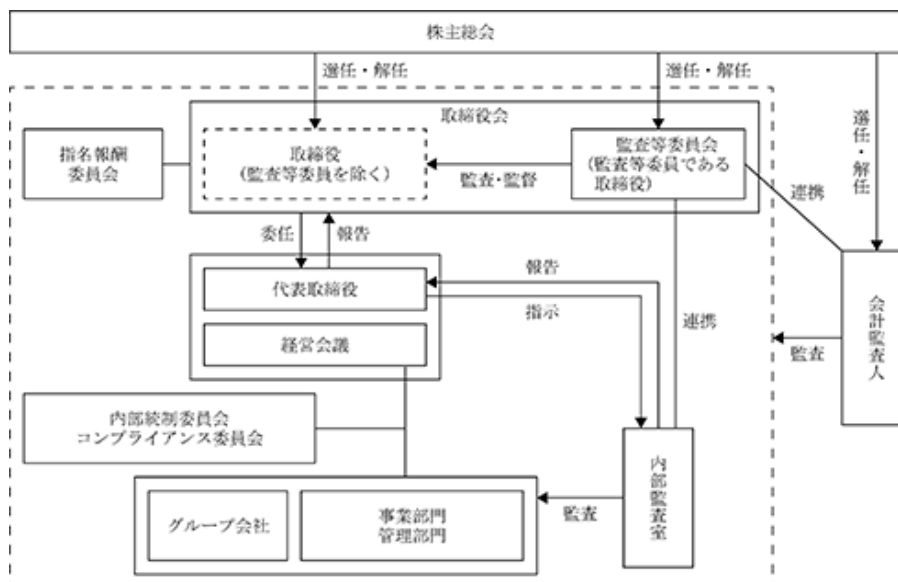 株主総会
選任・解任
選任・解任
選任・解任
取締役会
指名報酬
委員会
取締役
(監査等委員を除く)
監査・監督
監査等委員会
(監査等委員である
取締役)
連携
委任
報告
代表取締役
報告
指示
連携
経営会議
会計監査人
監査
内部統制委員会
コンプライアンス委員会
内部監査室
監査
グループ会社
事業部門
管理部門